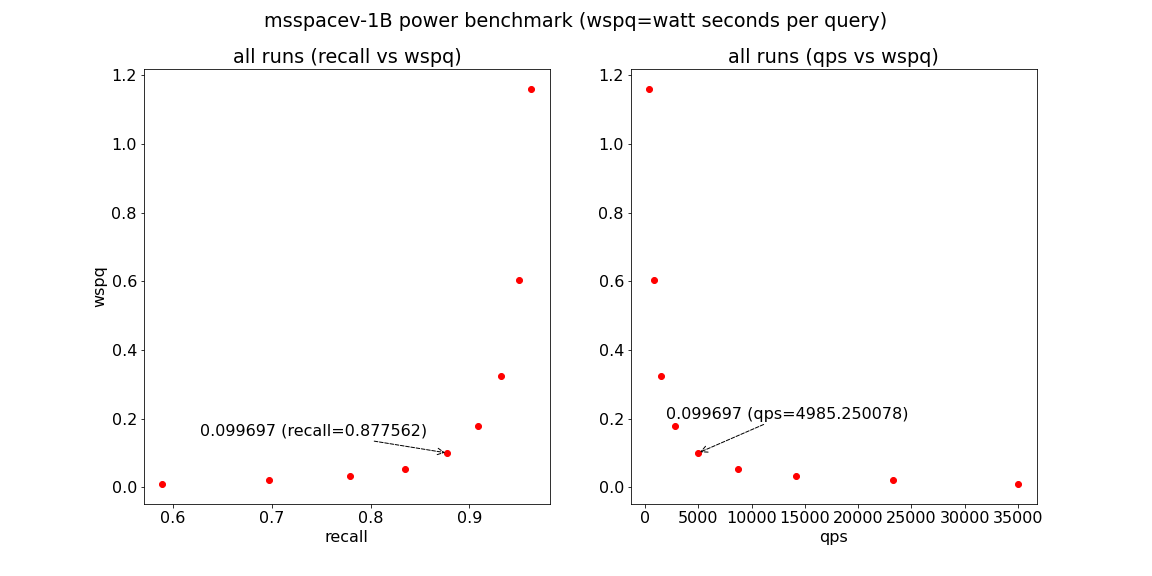 msspacev-1B power benchmark (wspq=watt seconds per query)
all runs (recall vs wspq)
1.2
1.0
0.8
0.6
0.4
0.2
0.0
wspq
0.099697 (recall=0.877562)
0.6 0.7 0.8 0.9
recall
all runs (qps vs wspq)
1.2
1.0
0.8
0.6
0.4
0.2
0.0
0.099697 (qps=4985.250078)
0 5000 10000 15000 20000 25000 30000 35000
qps